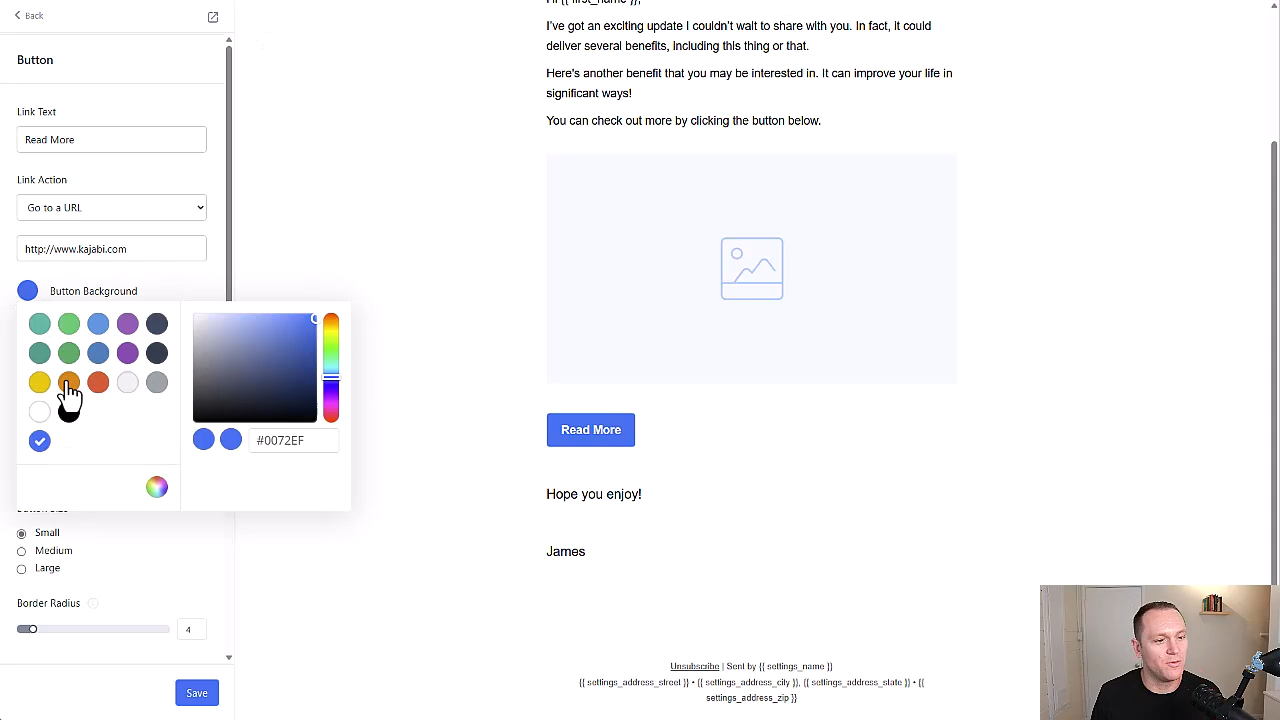 Back
Button
Link Text
Read More
Link Action
Go to a URL
http://www.kajabi.com
Button Background
#0072EF
Small
Medium
Large
Border Radius
4
Save
I've got an exciting update I couldn't wait to share with you. In fact, it could
deliver several benefits, including this thing or that.
Here's another benefit that you may be interested in. It can improve your life in
significant ways!
You can check out more by clicking the button below.
Read More
Hope you enjoy!
James
Unsubscribe | Sent by {{ settings_name }}
{{ settings_address_street }} • {{ settings_address_city }}, {{ settings_address_state }} • {{
settings_address_zip }}